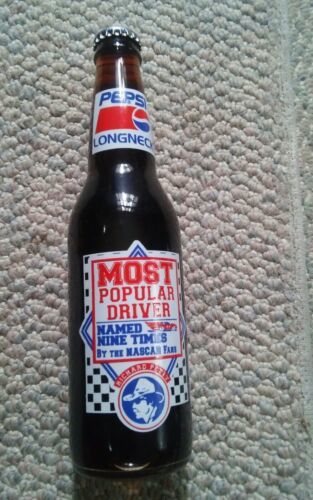 PEPSI
LONGNECK
MOST
POPULAR
DRIVER
NAMED
NINE TIMES
BY THE NASCAR FANS
RICHARD PETTY